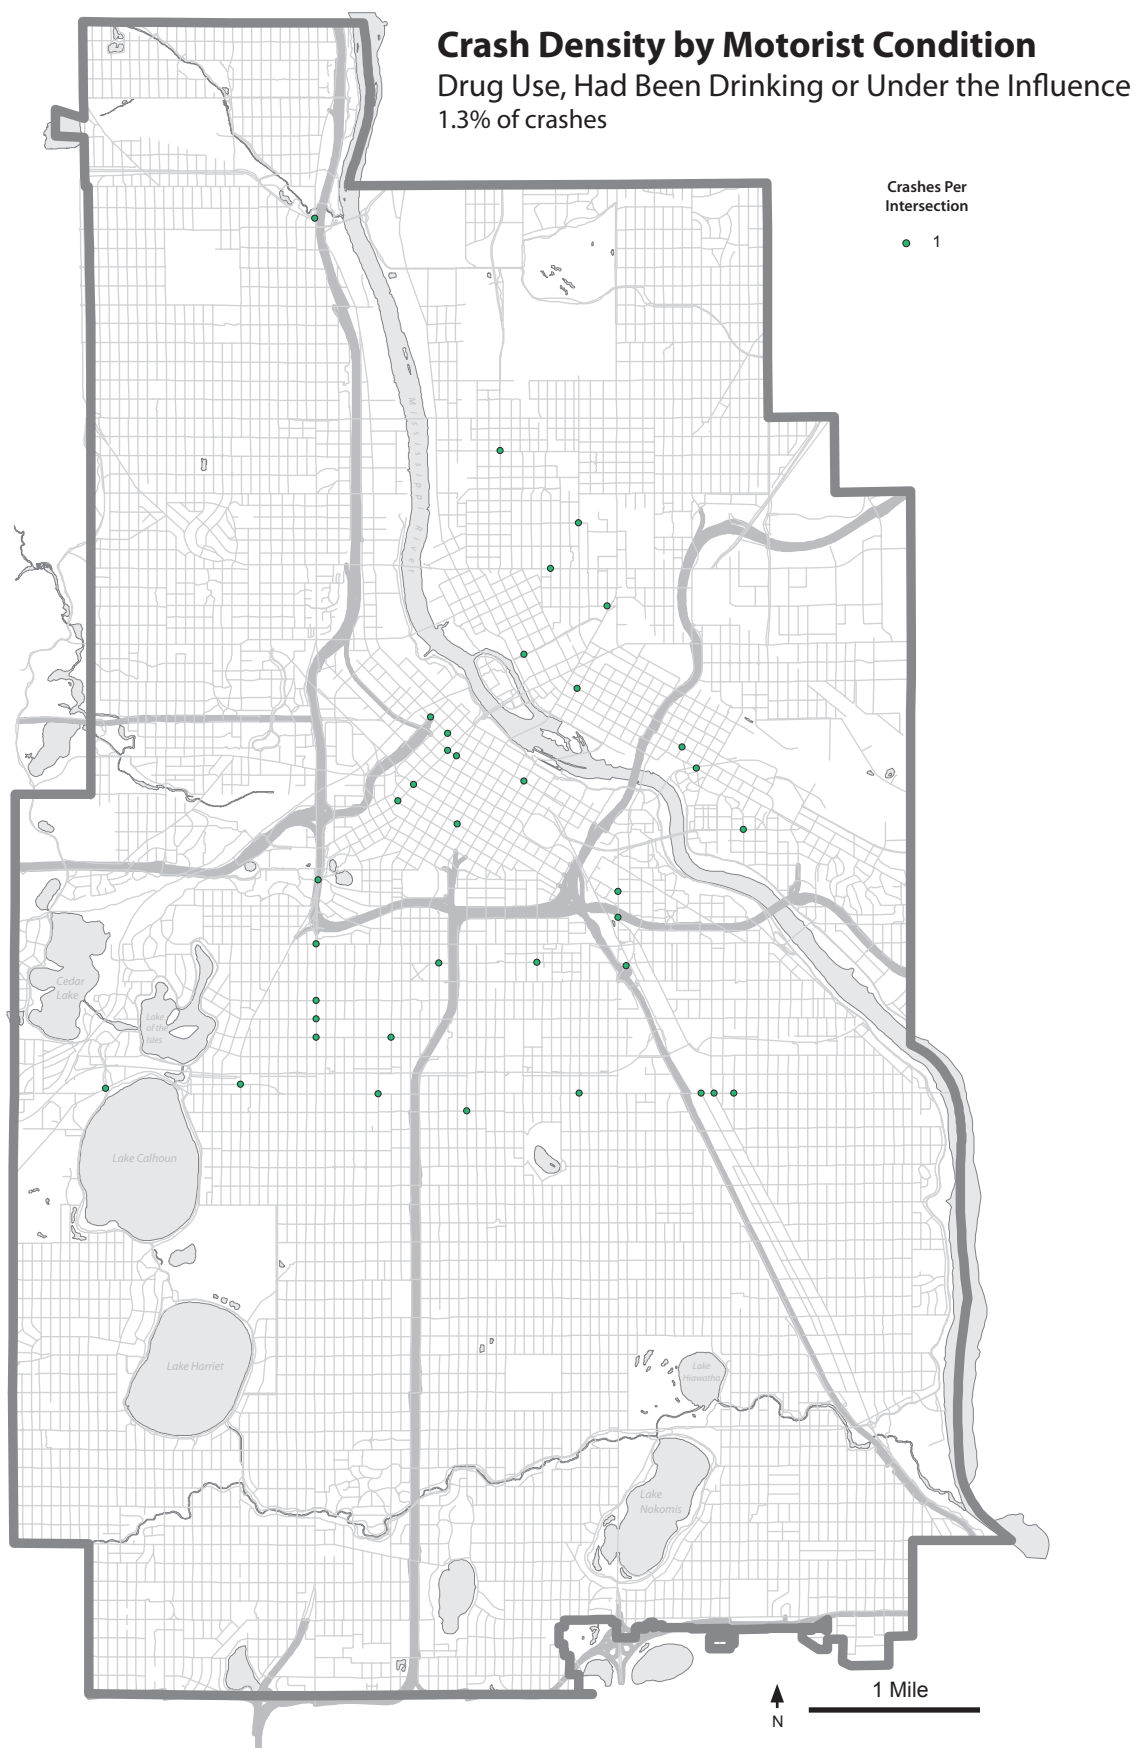 Crash Density by Motorist Condition
Drug Use, Had Been Drinking or Under the Influence
1.3% of crashes
Crashes Per
Intersection
1
Mississippi River
Cedar
Lake
Lake
of the
Isles
Lake Calhoun
Lake Harriet
Lake
Hiawatha
Lake
Nokomis
N
1 Mile